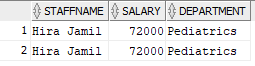 STAFFNAME SALARY DEPARTMENT
1 Hira Jamil 72000 Pediatrics
2 Hira Jamil 72000 Pediatrics